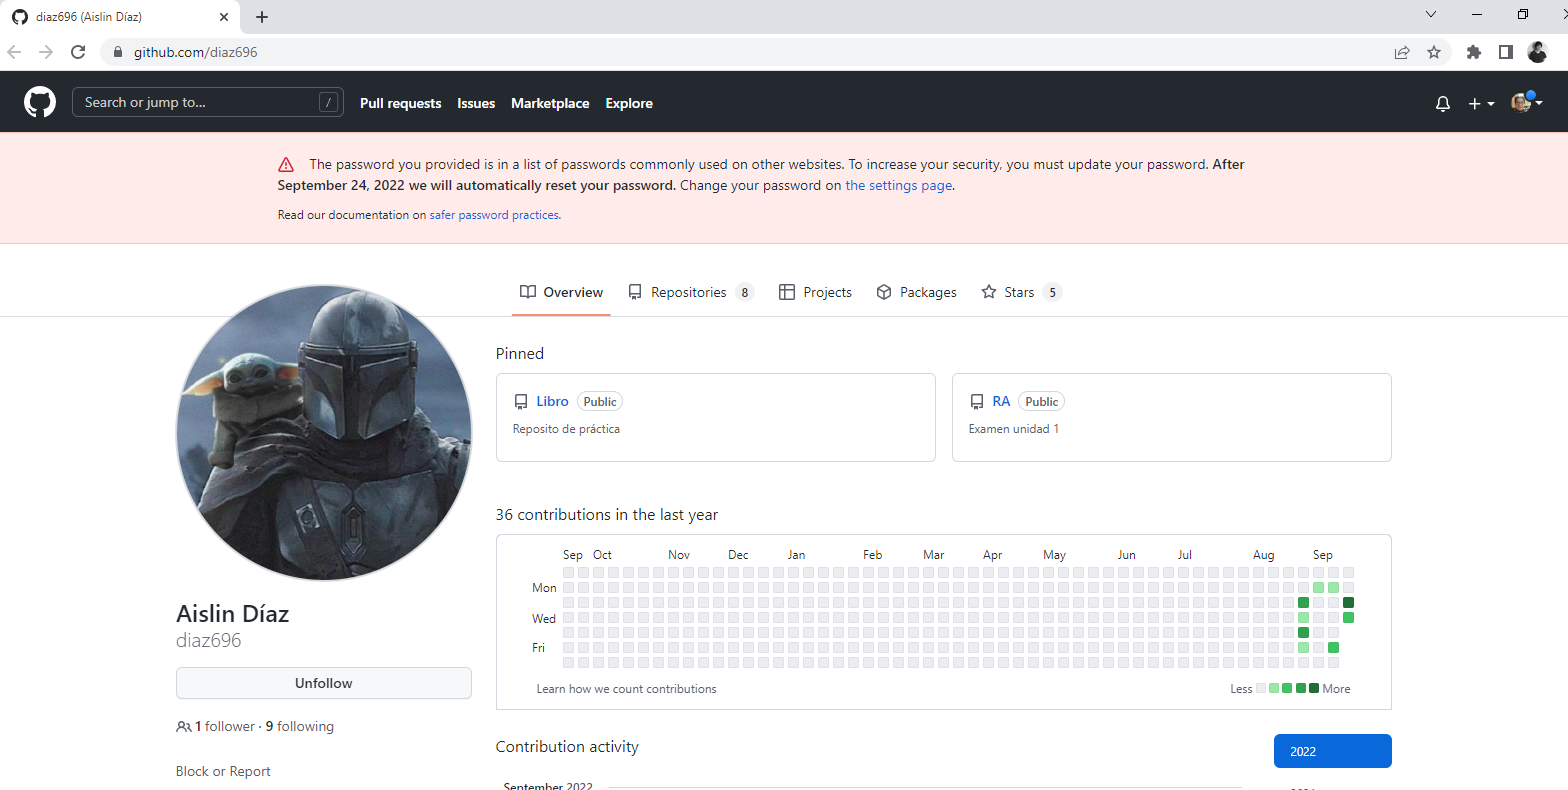 diaz696 (Aislin Díaz)
github.com/diaz696
Search or jump to... /
Pull requests
Issues
Marketplace
Explore
The password you provided is in a list of passwords commonly used on other websites. To increase your security, you must update your password. After
September 24, 2022 we will automatically reset your password. Change your password on the settings page.
Read our documentation on safer password practices.
Overview
Repositories 8
Projects
Packages
Stars 5
Aislin Díaz
diaz696
Unfollow
1 follower · 9 following
Block or Report
Pinned
Libro Public
Reposito de práctica
RA Public
Examen unidad 1
36 contributions in the last year
Sep Oct Nov Dec Jan Feb Mar Apr May Jun Jul Aug Sep
Mon
Wed
Fri
Learn how we count contributions
Less More
Contribution activity
2022
September 2022